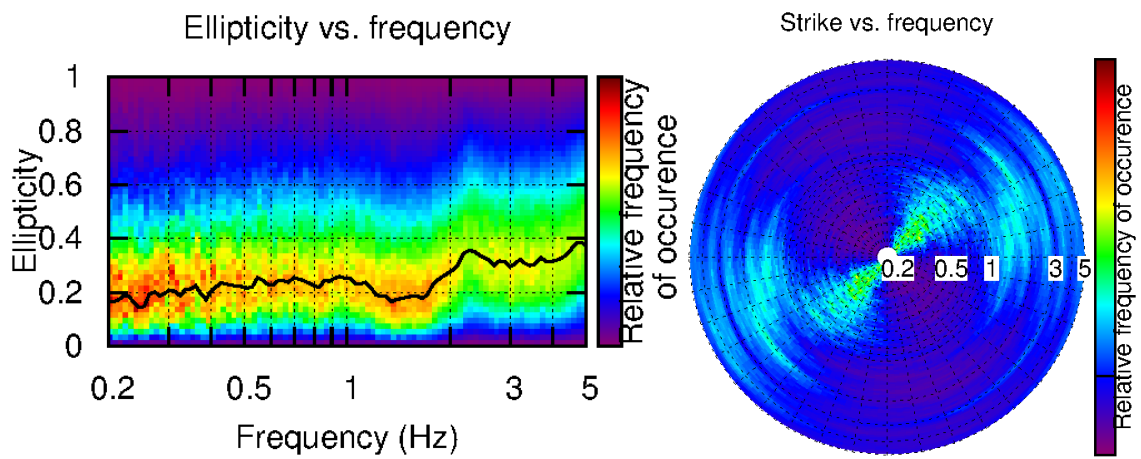 Ellipticity vs. frequency
Strike vs. frequency
Ellipticity
1
0.8
0.6
0.4
0.2
0
0.2
0.5
1
3
5
Frequency (Hz)
Relative frequency
of occurence
0.2
0.5
1
3
5
Relative frequency of occurence